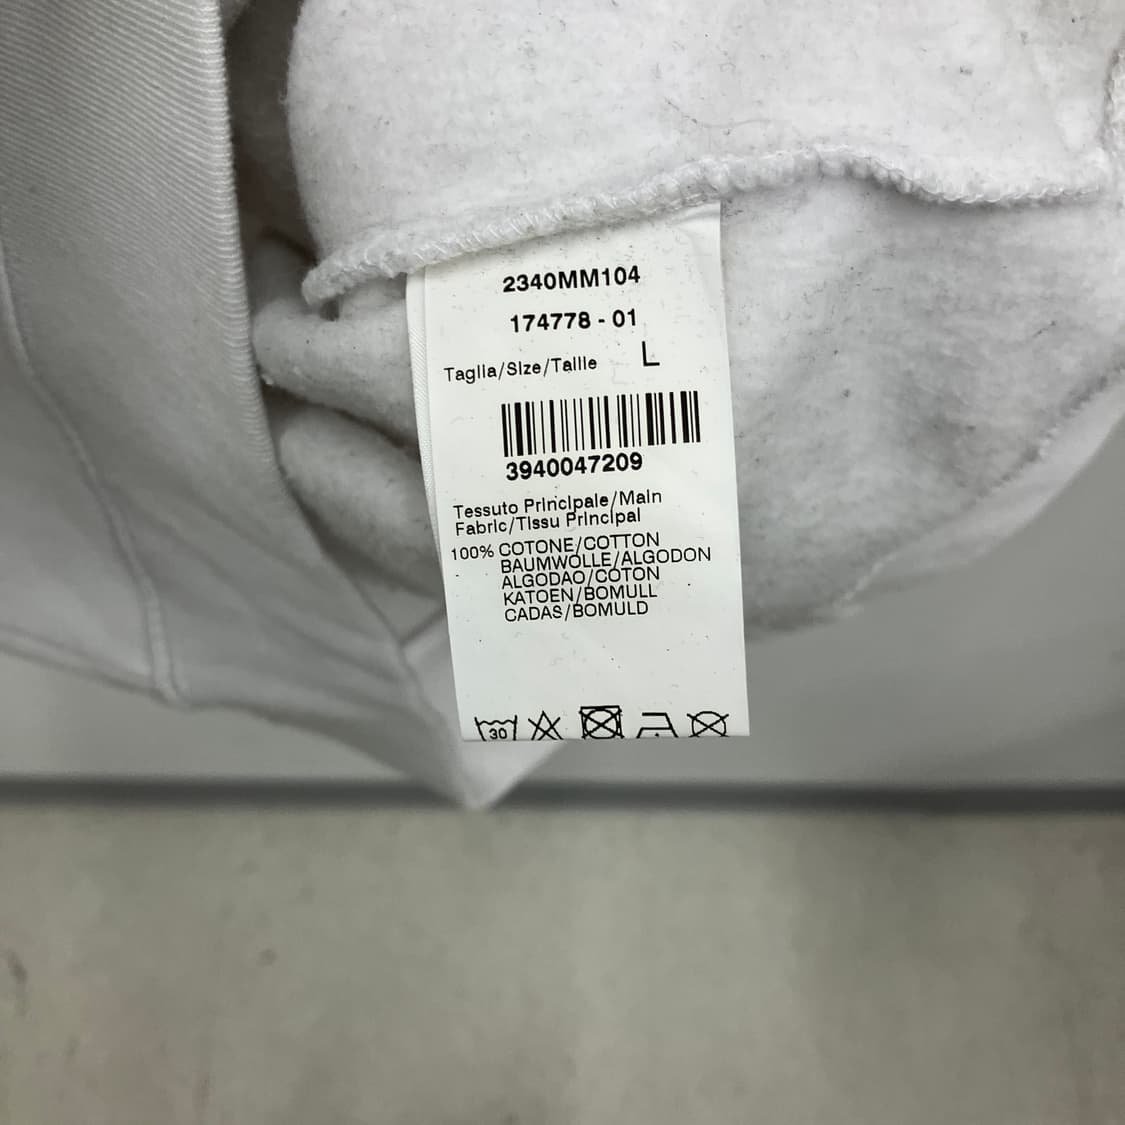 2340MM104
174778 - 01
Taglia/Size/Taille L
3940047209
Tessuto Principale/Main
Fabric/Tissu Principal
100% COTONE/COTTON
BAUMWOLLE/ALGODON
ALGODAO/COTON
KATOEN/BOMULL
CADAS/BOMULD
30